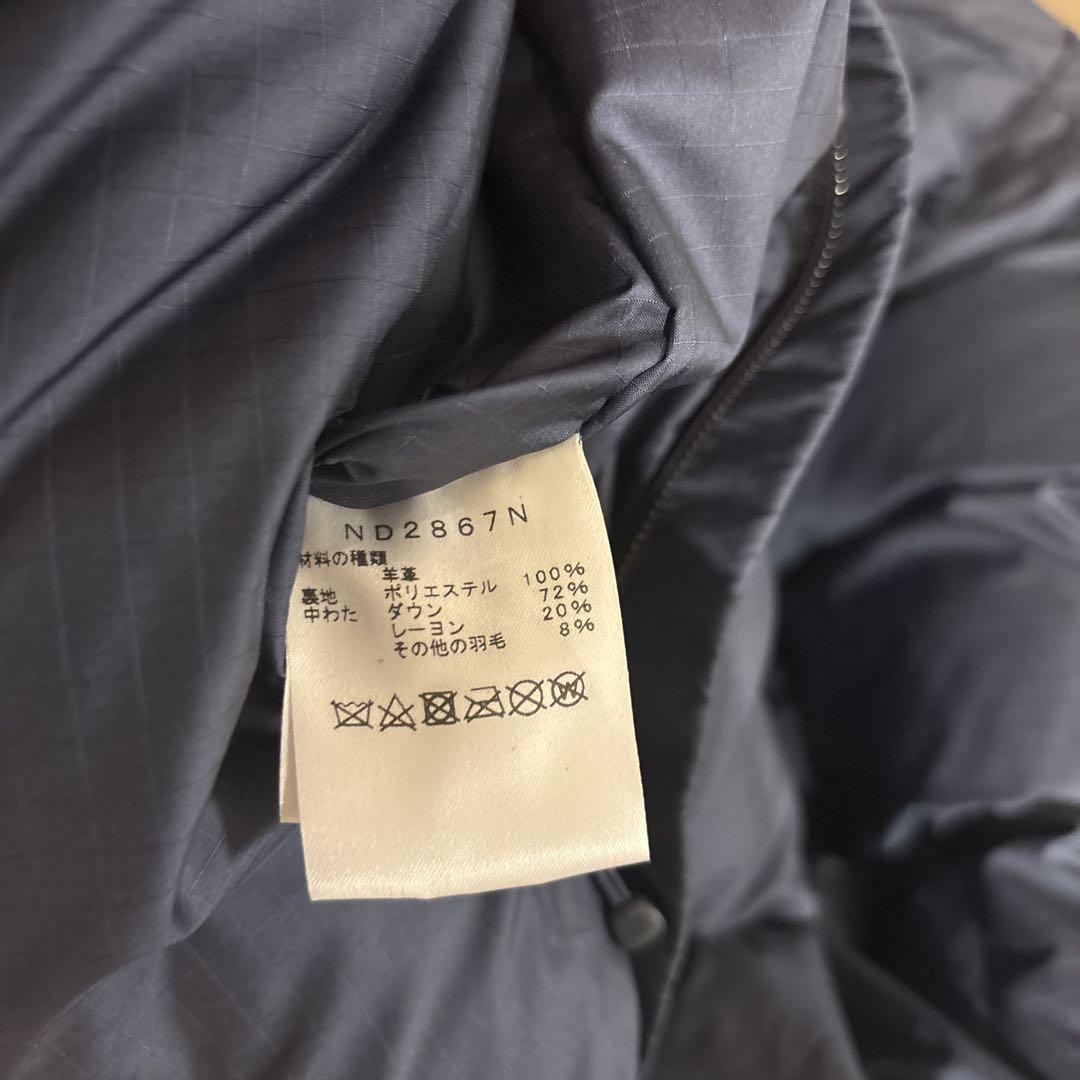 ND2867N
材料の種類
羊革
裏地 ポリエステル 100%
中わた ダウン 72%
レーヨン 20%
その他の羽毛 8%
W